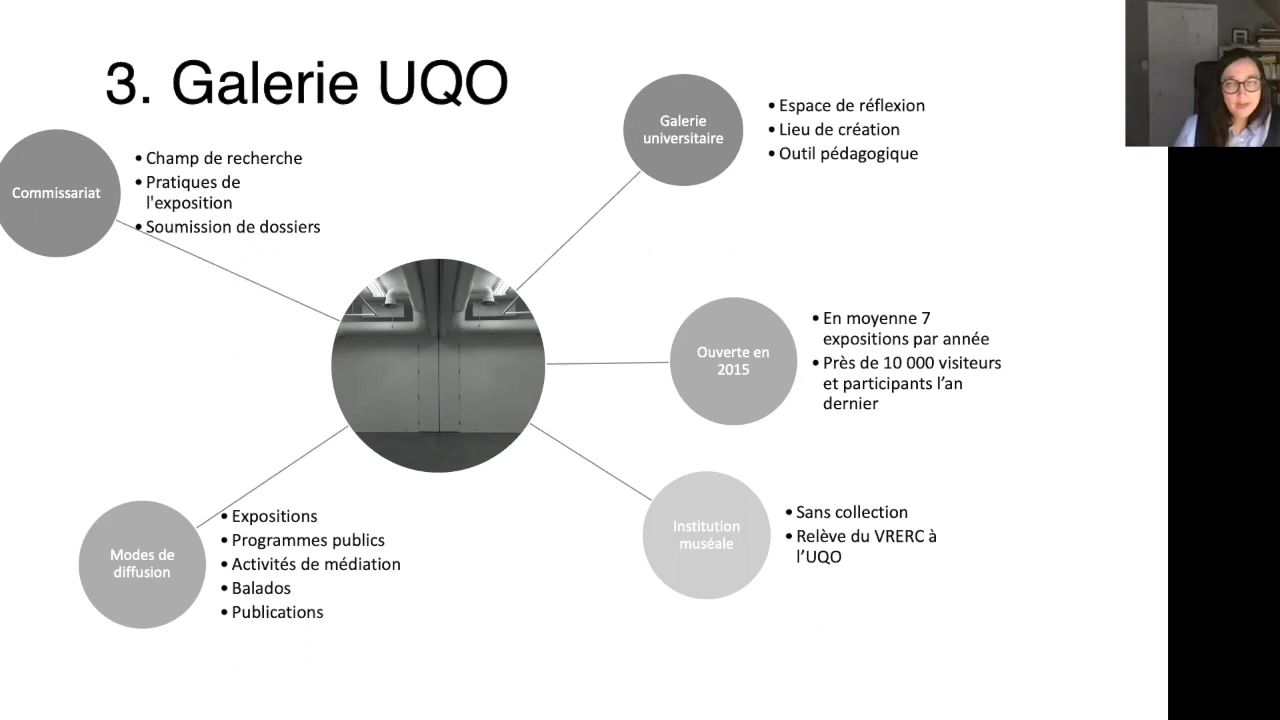 3. Galerie UQO
Commissariat
• Champ de recherche
• Pratiques de
l'exposition
• Soumission de dossiers
Galerie
universitaire
• Espace de réflexion
• Lieu de création
• Outil pédagogique
Ouverte en
2015
• En moyenne 7
expositions par année
• Près de 10 000 visiteurs
et participants l’an
dernier
Institution
muséale
• Sans collection
• Relève du VRERC à
l’UQO
Modes de
diffusion
• Expositions
• Programmes publics
• Activités de médiation
• Balados
• Publications